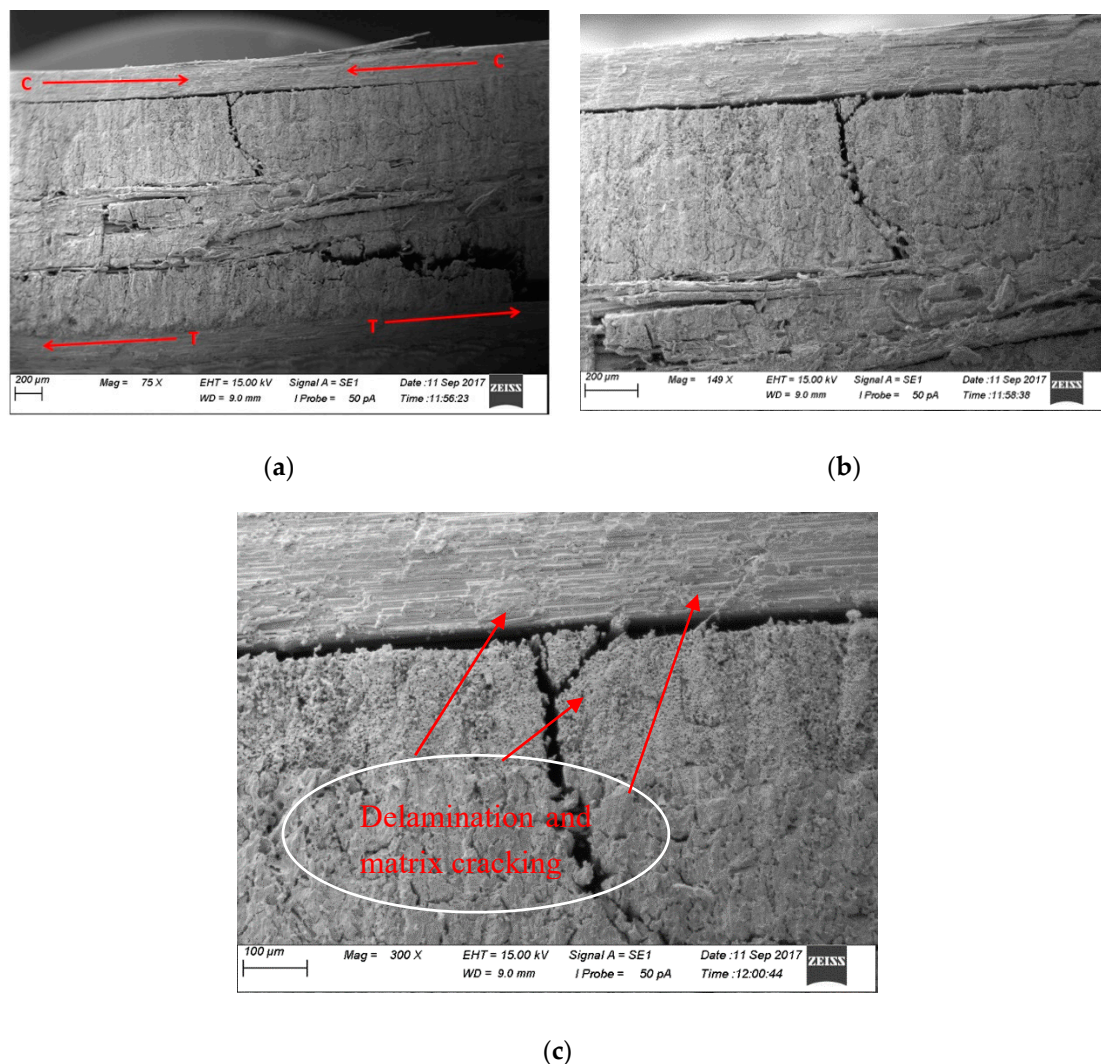 C
C
T
T
200 µm
Mag = 75 X
EHT = 15.00 kV
Signal A = SE1
Date :11 Sep 2017
WD = 9.0 mm
I Probe = 50 pA
Time :11:56:23
ZEISS
200 µm
Mag = 149 X
EHT = 15.00 kV
Signal A = SE1
Date :11 Sep 2017
WD = 9.0 mm
I Probe = 50 pA
Time :11:58:38
ZEISS
(a)
(b)
Delamination and
matrix cracking
100 µm
Mag = 300 X
EHT = 15.00 kV
Signal A = SE1
Date :11 Sep 2017
WD = 9.0 mm
I Probe = 50 pA
Time :12:00:44
ZEISS
(c)